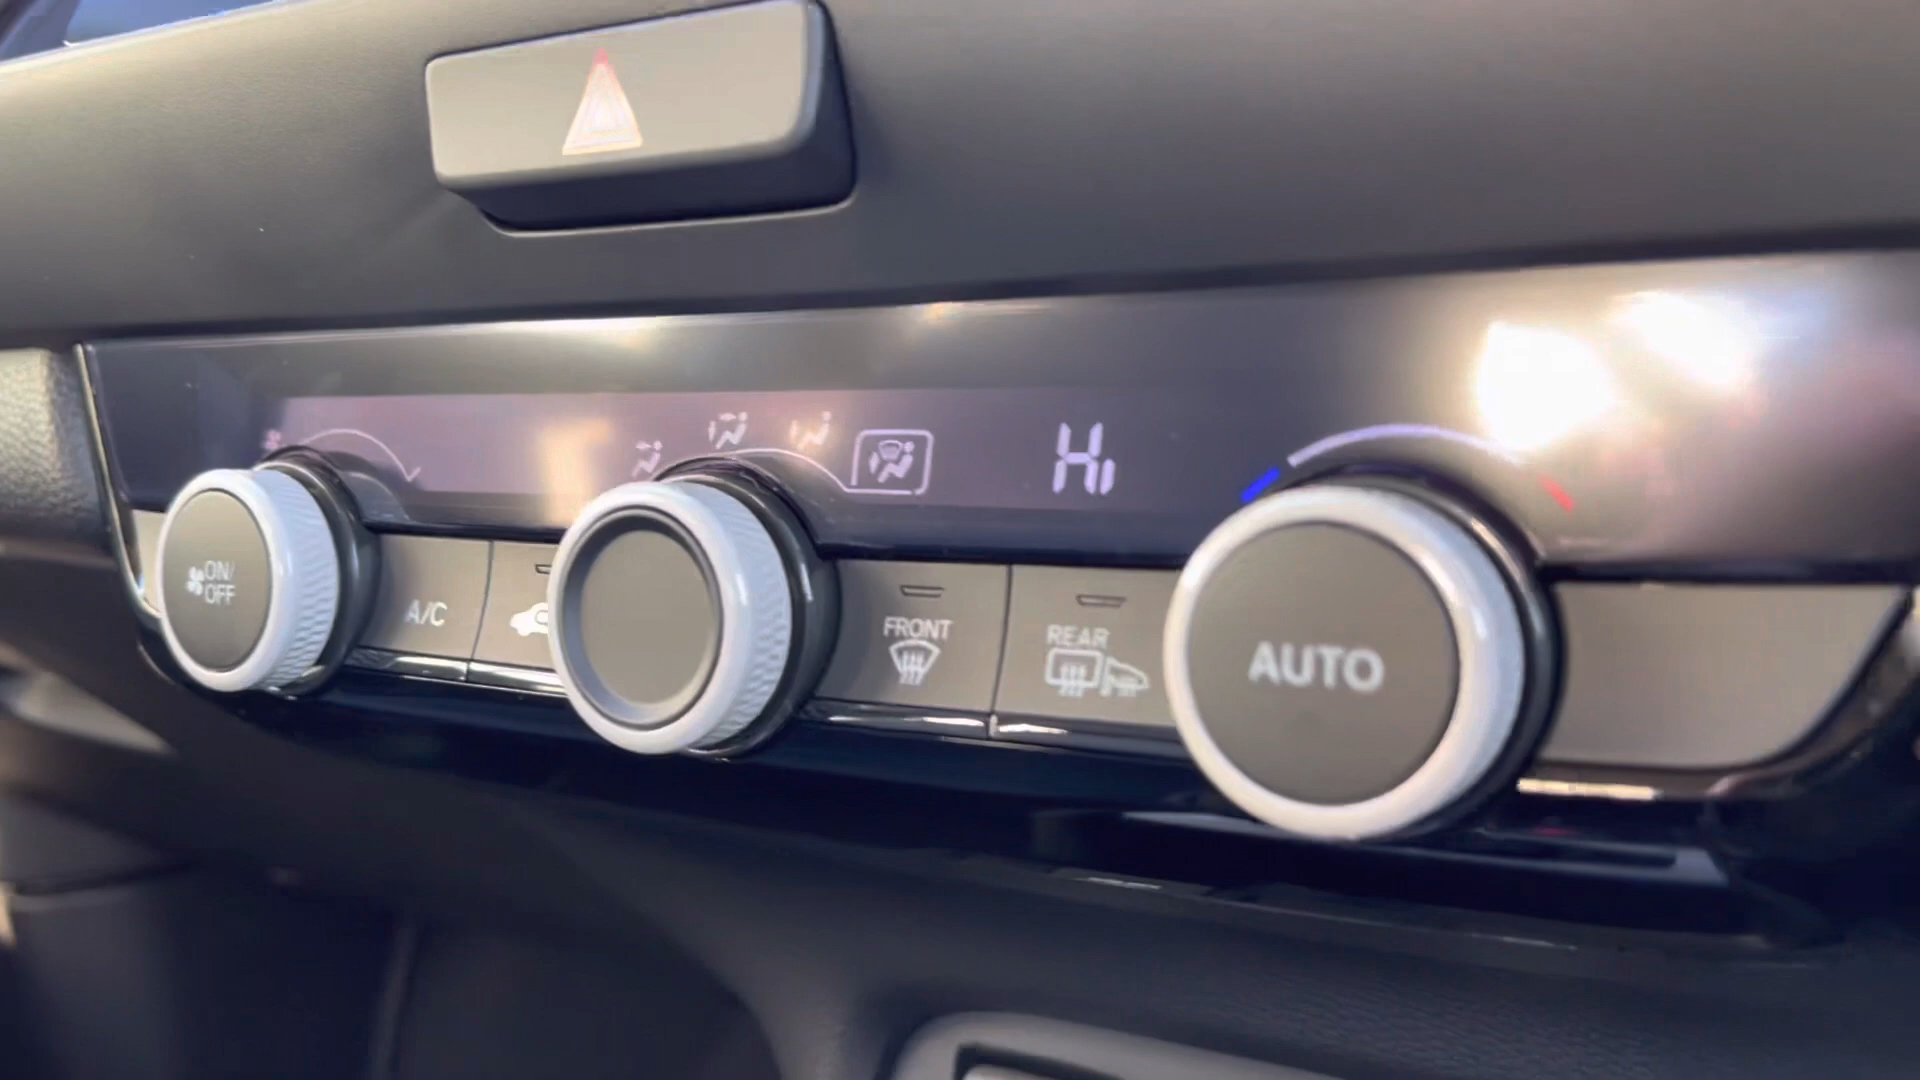 Hi
ON/
OFF
A/C
FRONT
REAR
AUTO